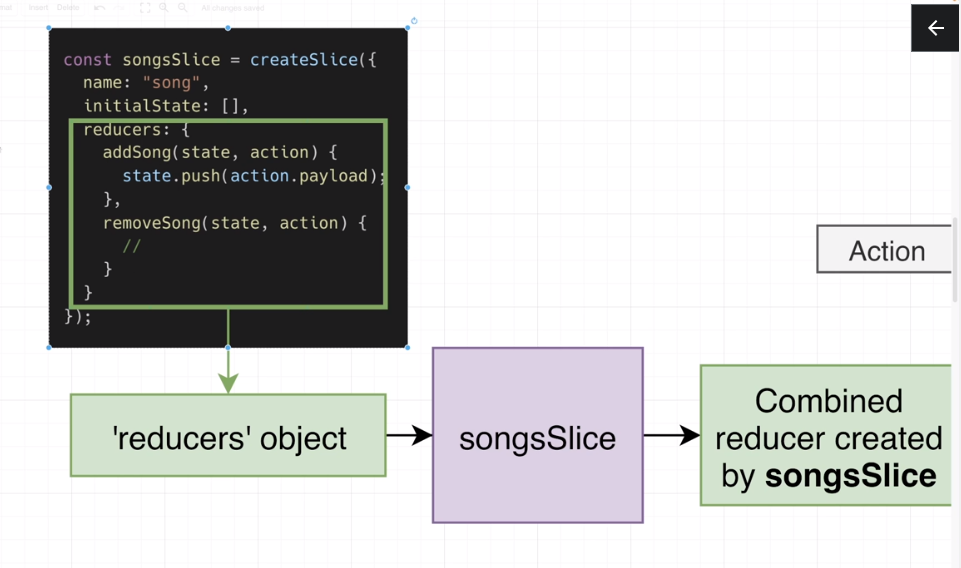 Insert Delete All changes saved
const songsSlice = createSlice({
name: "song",
initialState: [],
reducers: {
addSong(state, action) {
state.push(action.payload);
},
removeSong(state, action) {
//
}
}
});
Action
'reducers' object
songsSlice
Combined
reducer created
by songsSlice